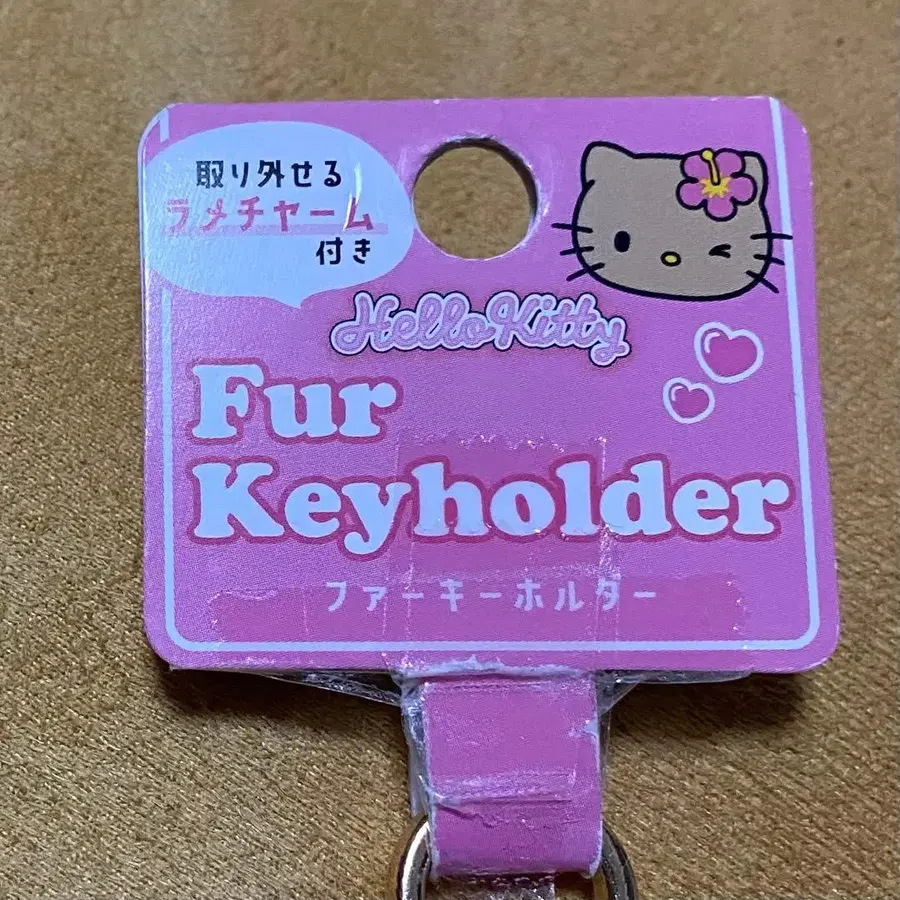 取り外せる
ラメチャーム
付き
Hello Kitty
Fur
Keyholder
ファーキーホルダー